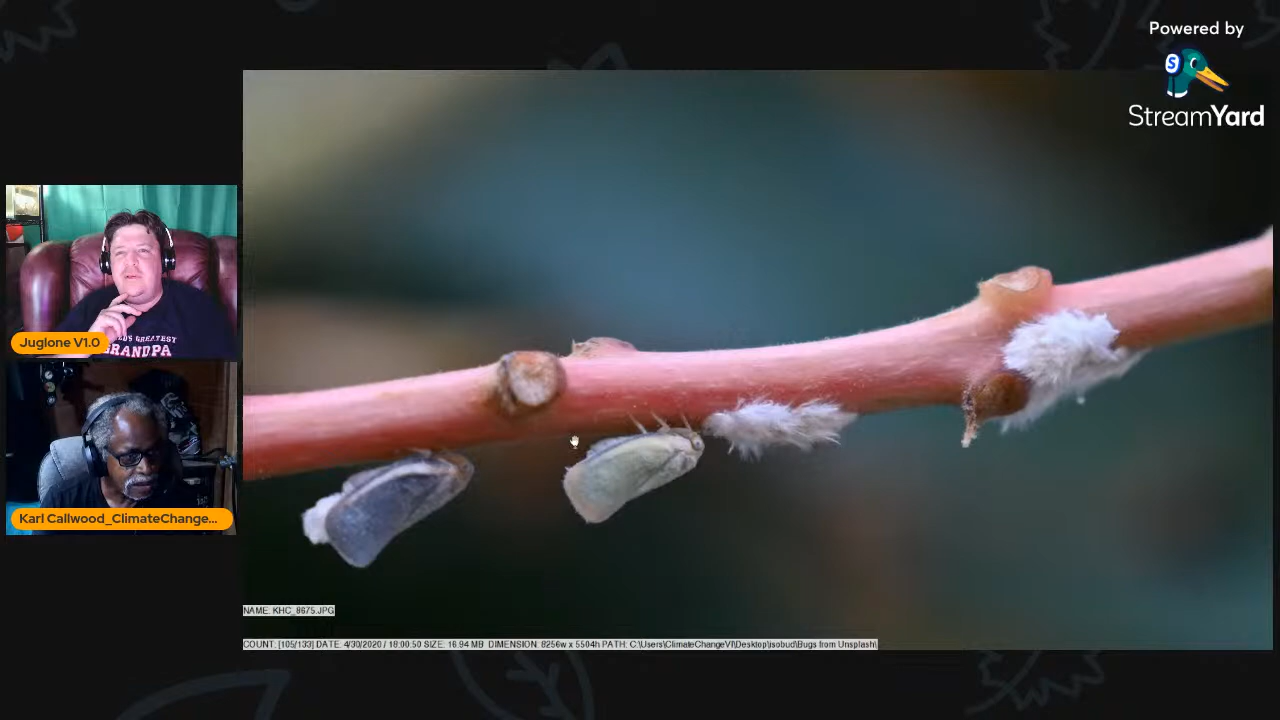 Powered by
StreamYard
Juglone V1.0
GRANDPA
Karl Callwood_ClimateChange...
NAME: KHC_8675.JPG
COUNT: [105/133] DATE: 4/30/2020 / 18:00:50 SIZE: 16.94 MB DIMENSION: 8256w x 5504h PATH: C:\Users\ClimateChangeVI\Desktop\isobud\Bugs from Unsplash\